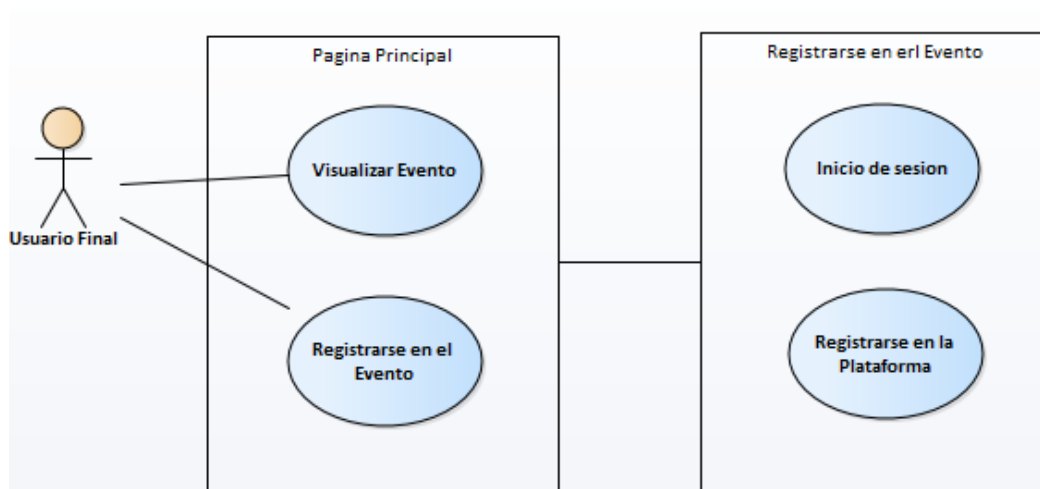 Pagina Principal
Registrarse en erl Evento
Visualizar Evento
Inicio de sesion
Usuario Final
Registrarse en el
Evento
Registrarse en la
Plataforma